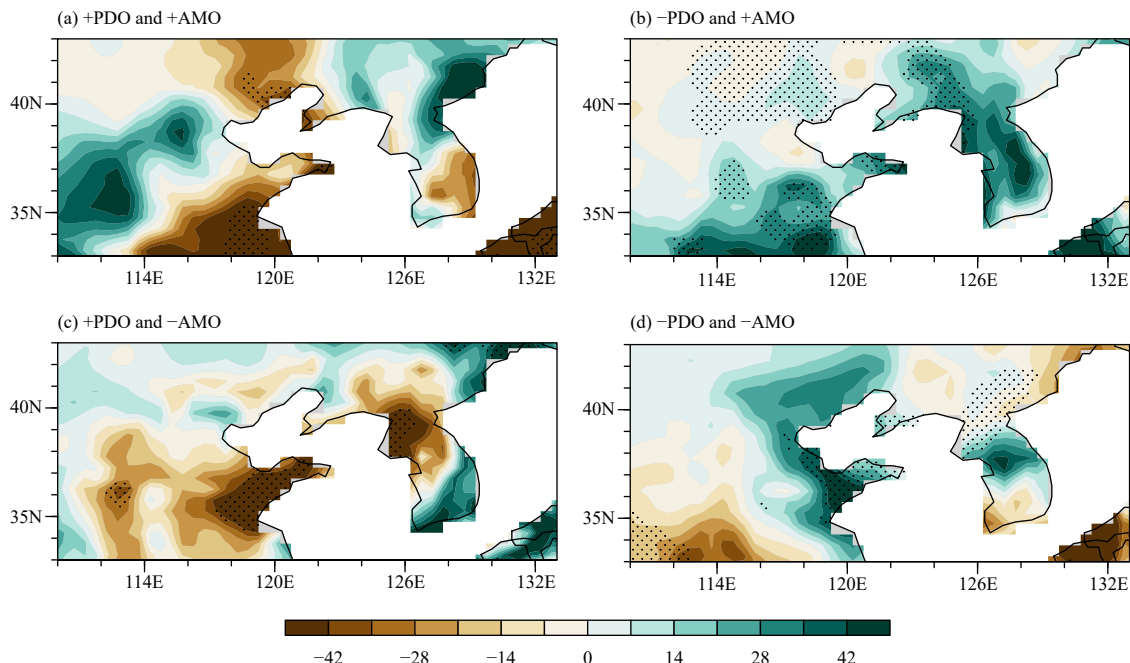 (a) +PDO and +AMO
(b) −PDO and +AMO
40N
35N
114E 120E 126E 132E
40N
35N
114E 120E 126E 132E
(c) +PDO and −AMO
(d) −PDO and −AMO
40N
35N
114E 120E 126E 132E
40N
35N
114E 120E 126E 132E
−42 −28 −14 0 14 28 42